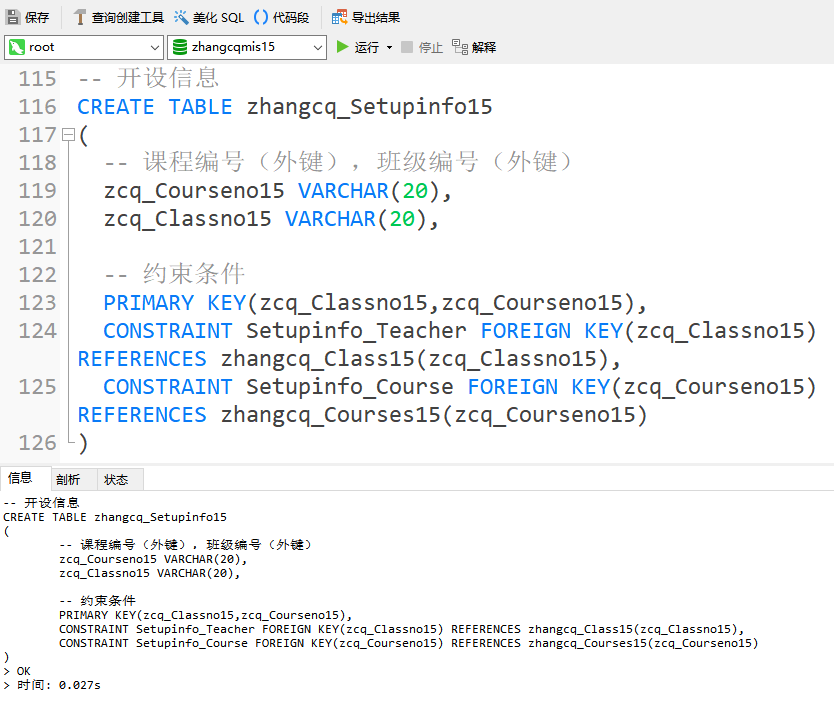 保存 查询创建工具 美化 SQL () 代码段 导出结果
root zhangcqmis15 运行 停止 解释
115 -- 开设信息
116 CREATE TABLE zhangcq_Setupinfo15
117 (
118 -- 课程编号（外键），班级编号（外键）
119 zcq_Courseno15 VARCHAR(20),
120 zcq_Classno15 VARCHAR(20),
121
122 -- 约束条件
123 PRIMARY KEY(zcq_Classno15,zcq_Courseno15),
124 CONSTRAINT Setupinfo_Teacher FOREIGN KEY(zcq_Classno15)
REFERENCES zhangcq_Class15(zcq_Classno15),
125 CONSTRAINT Setupinfo_Course FOREIGN KEY(zcq_Courseno15)
REFERENCES zhangcq_Courses15(zcq_Courseno15)
126 )
信息 剖析 状态
-- 开设信息
CREATE TABLE zhangcq_Setupinfo15
(
-- 课程编号（外键），班级编号（外键）
zcq_Courseno15 VARCHAR(20),
zcq_Classno15 VARCHAR(20),
-- 约束条件
PRIMARY KEY(zcq_Classno15,zcq_Courseno15),
CONSTRAINT Setupinfo_Teacher FOREIGN KEY(zcq_Classno15) REFERENCES zhangcq_Class15(zcq_Classno15),
CONSTRAINT Setupinfo_Course FOREIGN KEY(zcq_Courseno15) REFERENCES zhangcq_Courses15(zcq_Courseno15)
)
> OK
> 时间: 0.027s